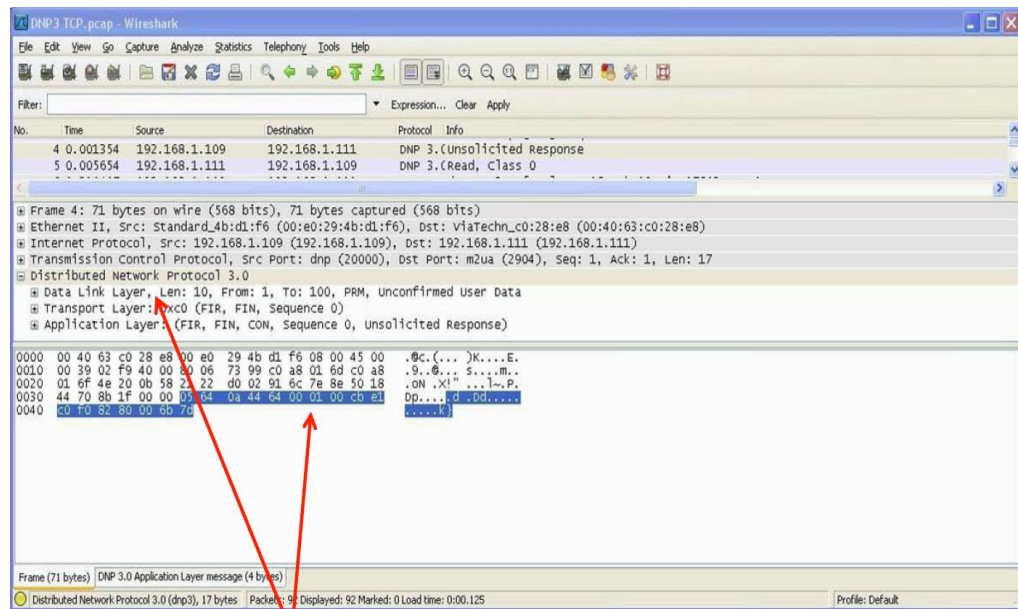 DNP3 TCP.pcap - Wireshark
File Edit View Go Capture Analyze Statistics Telephony Tools Help
Filter: Expression... Clear Apply
No. Time Source Destination Protocol Info
4 0.001354 192.168.1.109 192.168.1.111 DNP 3.(Unsolicited Response
5 0.005654 192.168.1.111 192.168.1.109 DNP 3.(Read, Class 0
Frame 4: 71 bytes on wire (568 bits), 71 bytes captured (568 bits)
Ethernet II, Src: Standard_4b:d1:f6 (00:e0:29:4b:d1:f6), Dst: ViaTechn_c0:28:e8 (00:40:63:c0:28:e8)
Internet Protocol, Src: 192.168.1.109 (192.168.1.109), Dst: 192.168.1.111 (192.168.1.111)
Transmission Control Protocol, Src Port: dnp (20000), Dst Port: m2ua (2904), Seq: 1, Ack: 1, Len: 17
Distributed Network Protocol 3.0
Data Link Layer, Len: 10, From: 1, To: 100, PRM, Unconfirmed User Data
Transport Layer: 0xc0 (FIR, FIN, Sequence 0)
Application Layer: (FIR, FIN, CON, Sequence 0, Unsolicited Response)
0000 00 40 63 c0 28 e8 00 e0 29 4b d1 f6 08 00 45 00 .@c.(... )K....E.
0010 00 39 02 f9 40 00 80 06 73 99 c0 a8 01 6d c0 a8 .9..@... s....m..
0020 01 6f 4e 20 0b 58 21 22 d0 02 91 6c 7e 8e 50 18 .oN .X!" ...l~.P.
0030 44 70 8b 1f 00 00 05 64 0a 44 64 00 01 00 cb e1 Dp.....d .Dd.....
0040 c0 f0 82 80 00 6b 7d .....k}
Frame (71 bytes) DNP 3.0 Application Layer message (4 bytes)
Distributed Network Protocol 3.0 (dnp3), 17 bytes Packets: 92 Displayed: 92 Marked: 0 Load time: 0:00.125 Profile: Default